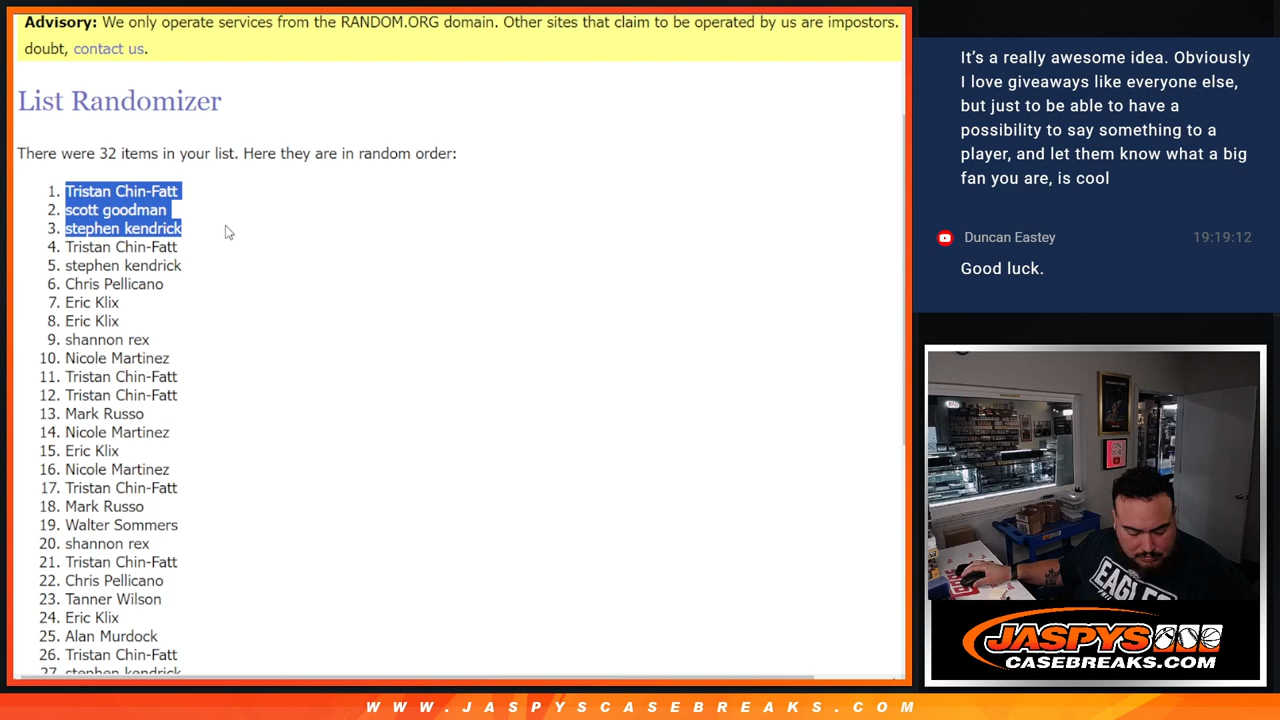 Advisory: We only operate services from the RANDOM.ORG domain. Other sites that claim to be operated by us are impostors.
doubt, contact us.
List Randomizer
There were 32 items in your list. Here they are in random order:
1. Tristan Chin-Fatt
2. scott goodman
3. stephen kendrick
4. Tristan Chin-Fatt
5. stephen kendrick
6. Chris Pellicano
7. Eric Klix
8. Eric Klix
9. shannon rex
10. Nicole Martinez
11. Tristan Chin-Fatt
12. Tristan Chin-Fatt
13. Mark Russo
14. Nicole Martinez
15. Eric Klix
16. Nicole Martinez
17. Tristan Chin-Fatt
18. Mark Russo
19. Walter Sommers
20. shannon rex
21. Tristan Chin-Fatt
22. Chris Pellicano
23. Tanner Wilson
24. Eric Klix
25. Alan Murdock
26. Tristan Chin-Fatt
27. stephen kendrick
It's a really awesome idea. Obviously
I love giveaways like everyone else,
but just to be able to have a
possibility to say something to a
player, and let them know what a big
fan you are, is cool
Duncan Eastey 19:19:12
Good luck.
EAGLES
JASPYS
CASEBREAKS.COM
WWW.JASPYSCASEBREAKS.COM